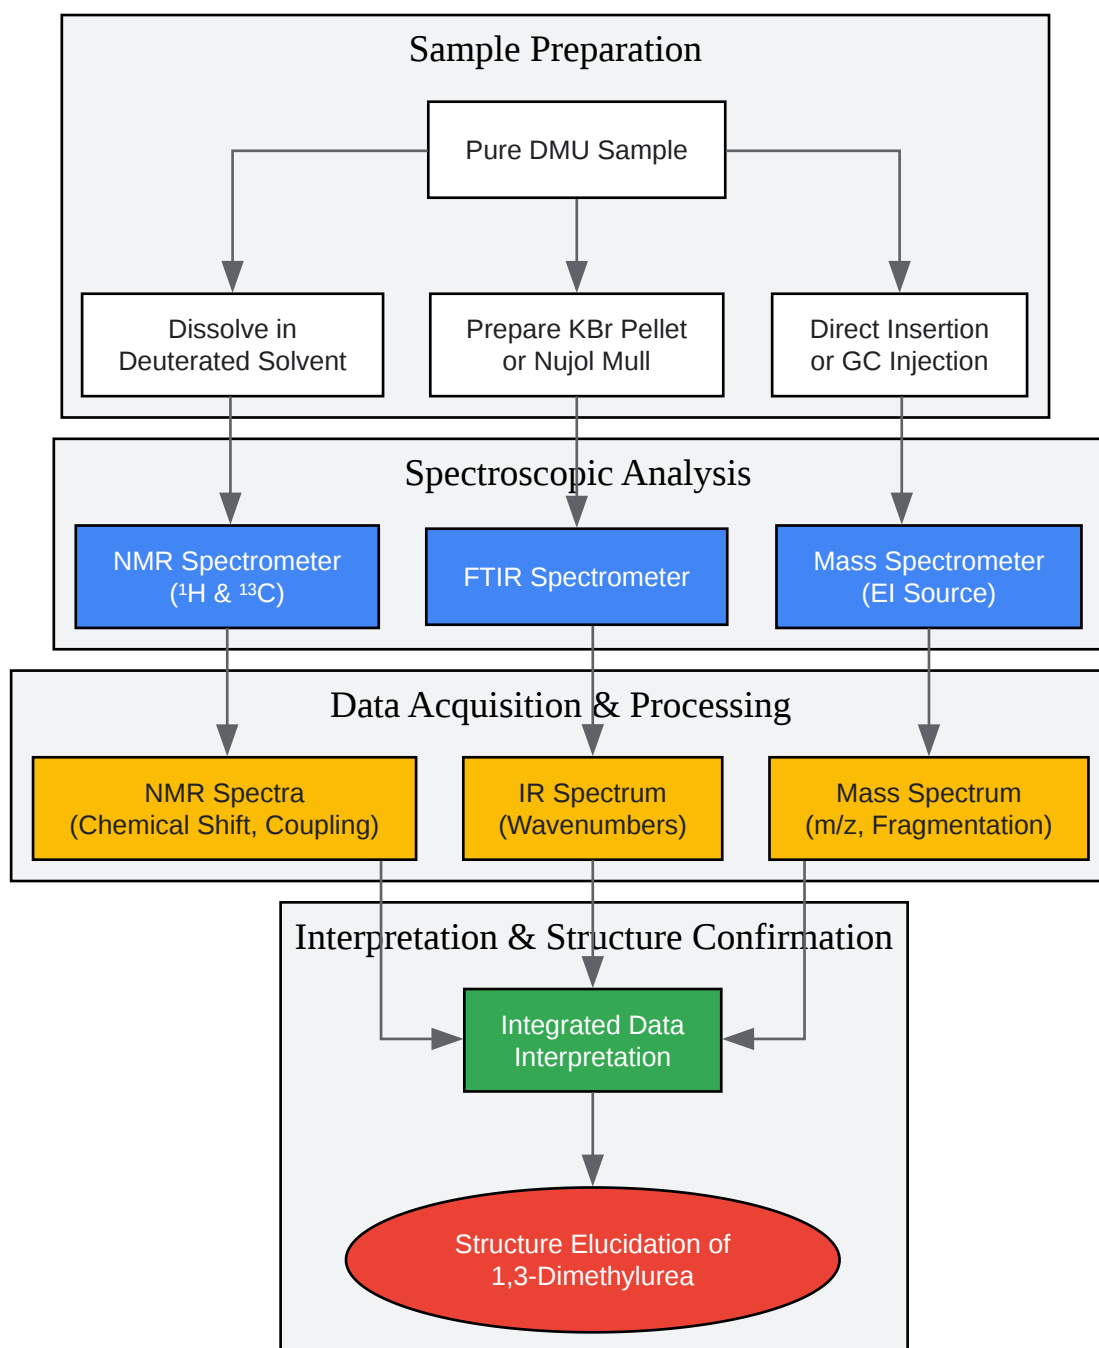 Sample Preparation
Pure DMU Sample
Dissolve in
Deuterated Solvent
Prepare KBr Pellet
or Nujol Mull
Direct Insertion
or GC Injection
Spectroscopic Analysis
NMR Spectrometer
(¹H & ¹³C)
FTIR Spectrometer
Mass Spectrometer
(EI Source)
Data Acquisition & Processing
NMR Spectra
(Chemical Shift, Coupling)
IR Spectrum
(Wavenumbers)
Mass Spectrum
(m/z, Fragmentation)
Interpretation & Structure Confirmation
Integrated Data
Interpretation
Structure Elucidation of
1,3-Dimethylurea